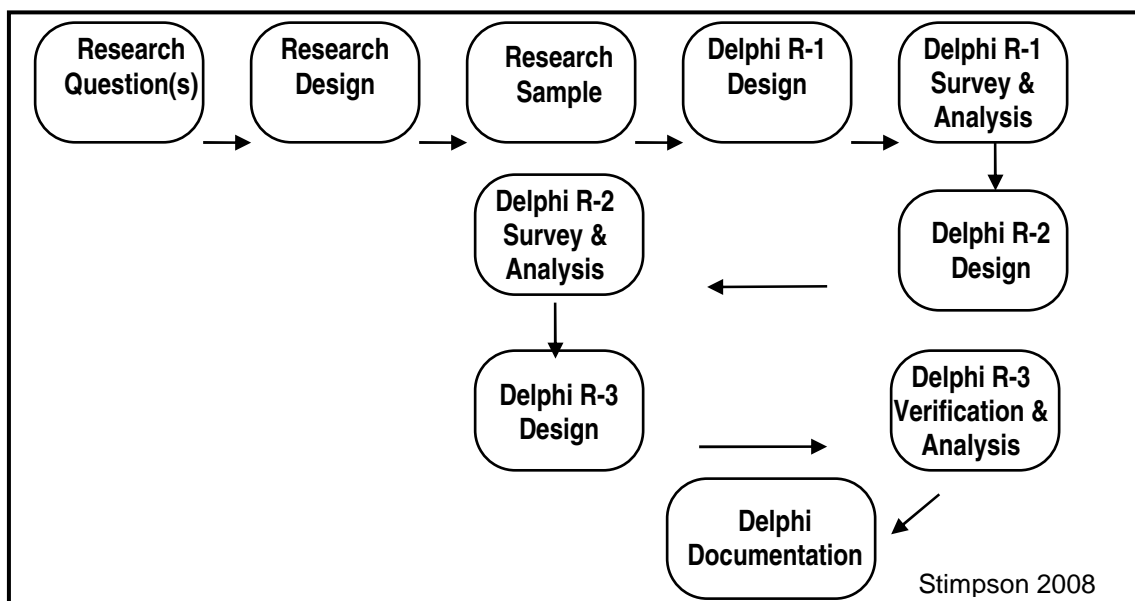 Research
Question(s)
Research
Design
Research
Sample
Delphi R-1
Design
Delphi R-1
Survey &
Analysis
Delphi R-2
Design
Delphi R-2
Survey &
Analysis
Delphi R-3
Design
Delphi R-3
Verification &
Analysis
Delphi
Documentation
Stimpson 2008